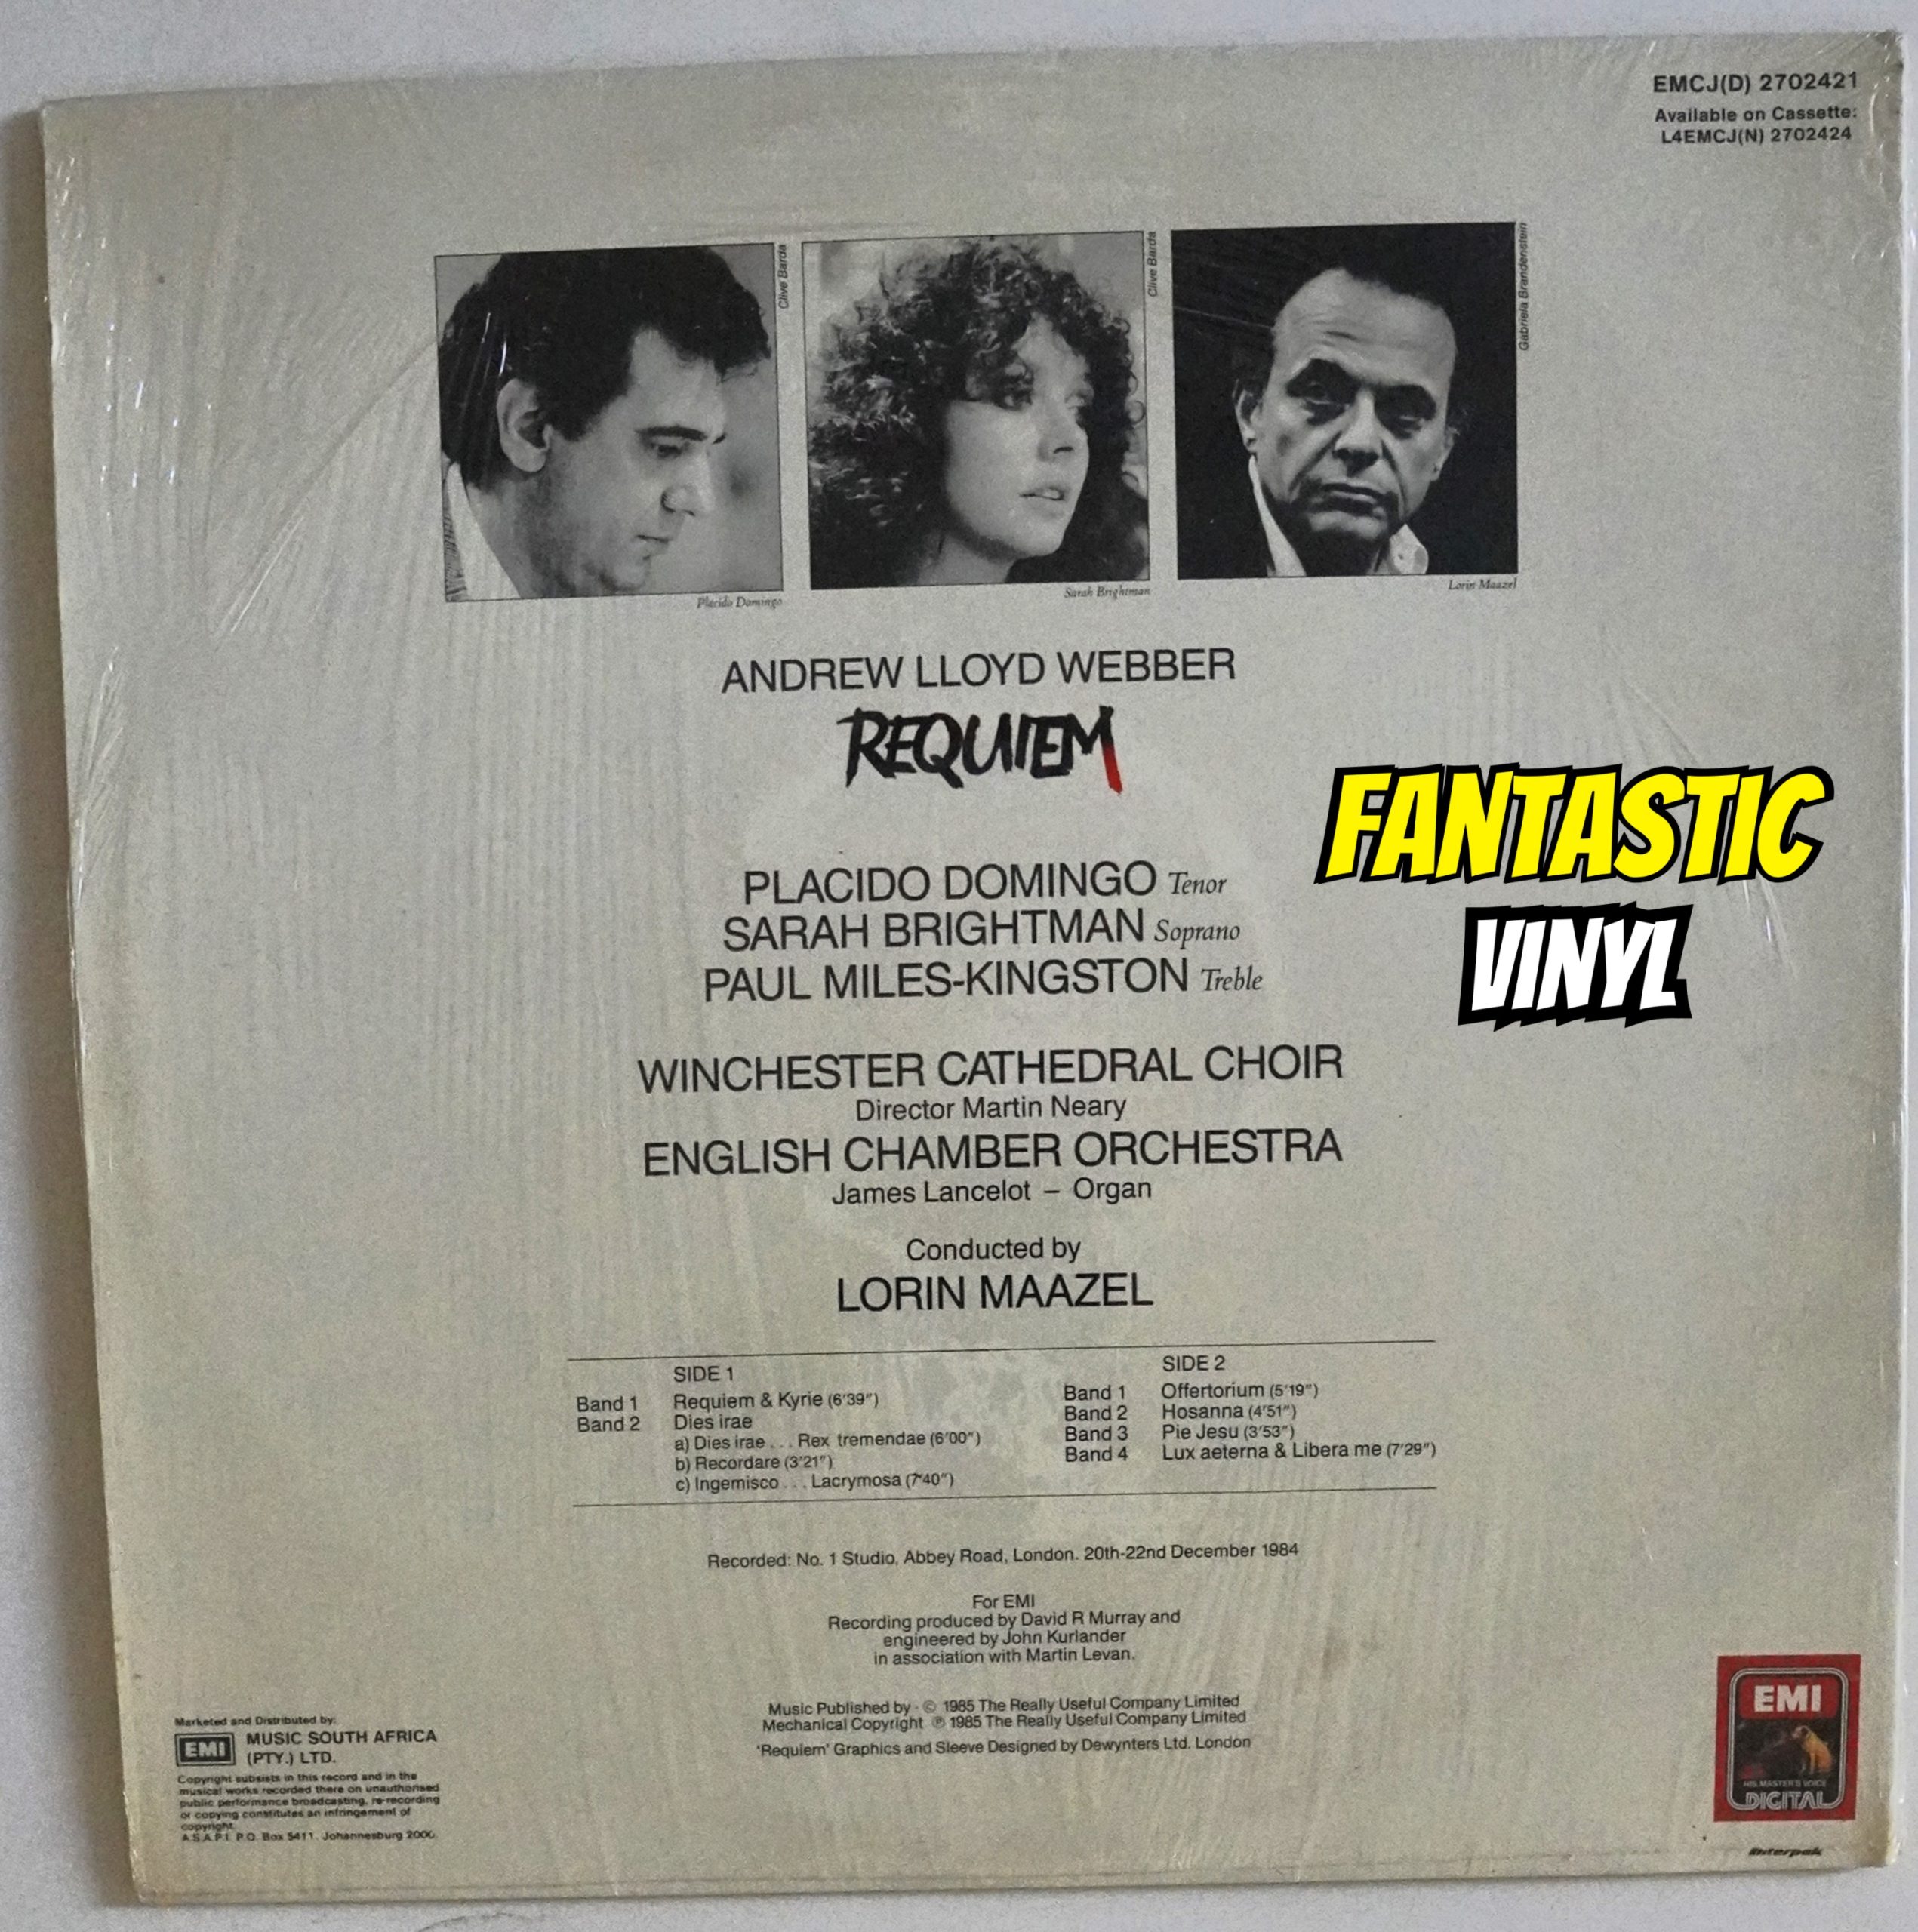 EMCJ(D) 2702421
Available on Cassette:
L4EMCJ(N) 2702424
Clive Barda
Clive Barda
Gabriela Brandenstein
Placido Domingo
Sarah Brightman
Lorin Maazel
ANDREW LLOYD WEBBER
REQUIEM
FANTASTIC
VINYL
PLACIDO DOMINGO Tenor
SARAH BRIGHTMAN Soprano
PAUL MILES-KINGSTON Treble
WINCHESTER CATHEDRAL CHOIR
Director Martin Neary
ENGLISH CHAMBER ORCHESTRA
James Lancelot – Organ
Conducted by
LORIN MAAZEL
SIDE 1
Band 1 Requiem & Kyrie (6'39")
Band 2 Dies irae
a) Dies irae . . . Rex tremendae (6'00")
b) Recordare (3'21")
c) Ingemisco . . . Lacrymosa (7'40")
SIDE 2
Band 1 Offertorium (5'19")
Band 2 Hosanna (4'51")
Band 3 Pie Jesu (3'53")
Band 4 Lux aeterna & Libera me (7'29")
Recorded: No. 1 Studio, Abbey Road, London. 20th-22nd December 1984
For EMI
Recording produced by David R Murray and
engineered by John Kurlander
in association with Martin Levan.
Music Published by - © 1985 The Really Useful Company Limited
Mechanical Copyright ℗ 1985 The Really Useful Company Limited
'Requiem' Graphics and Sleeve Designed by Dewynters Ltd. London
Marketed and Distributed by:
EMI MUSIC SOUTH AFRICA
(PTY.) LTD.
Copyright subsists in this record and in the
musical works recorded there on unauthorised
public performance broadcasting, re-recording
or copying constitutes an infringement of
copyright.
A.S.A.P.I. P.O. Box 5411, Johannesburg 2000.
EMI
HIS MASTER'S VOICE
DIGITAL
Interpak